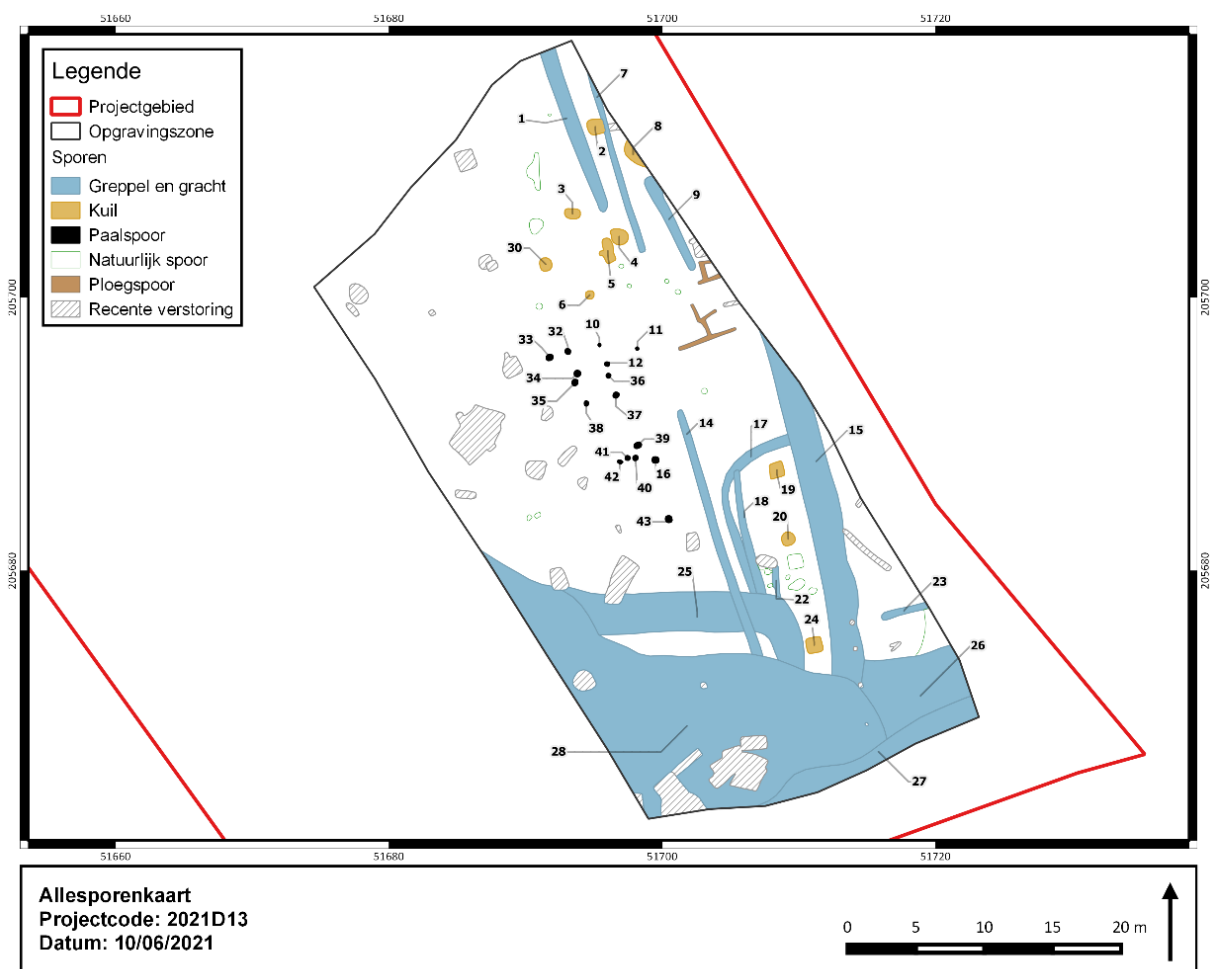 51660 51680 51700 51720
Legende
Projectgebied
Opgravingszone
Sporen
Greppel en gracht
Kuil
Paalspoor
Natuurlijk spoor
Ploegspoor
Recente verstoring
7
1
2
8
3
9
30
4
5
205700 205700
6
10
11
32
33
12
34
36
35
37
38
14
17
15
39
41
42
40
16
19
18
20
43
205680 205680
25
22
23
24
26
28
27
51660 51680 51700 51720
Allesporenkaart
Projectcode: 2021D13
Datum: 10/06/2021
0 5 10 15 20 m